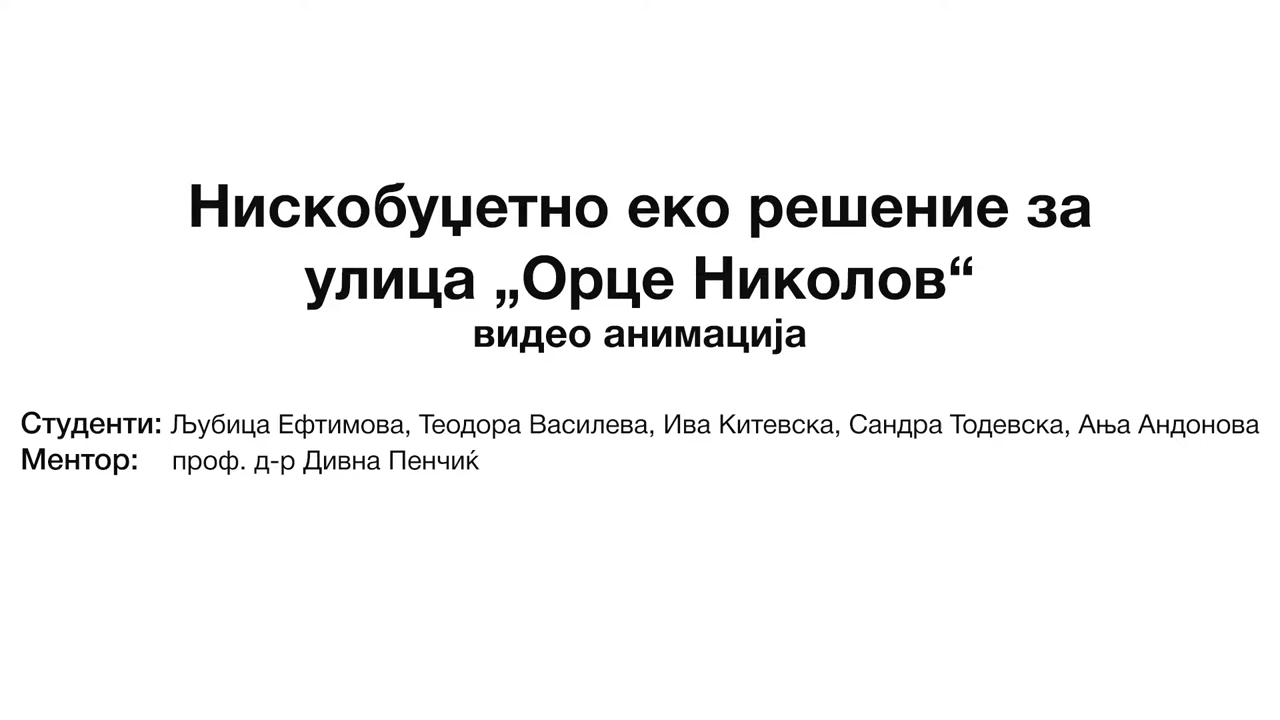 Нискобуџетно еко решение за
улица „Орце Николов“
видео анимација
Студенти: Љубица Ефтимова, Теодора Василева, Ива Китевска, Сандра Тодевска, Ања Андонова
Ментор: проф. д-р Дивна Пенчиќ